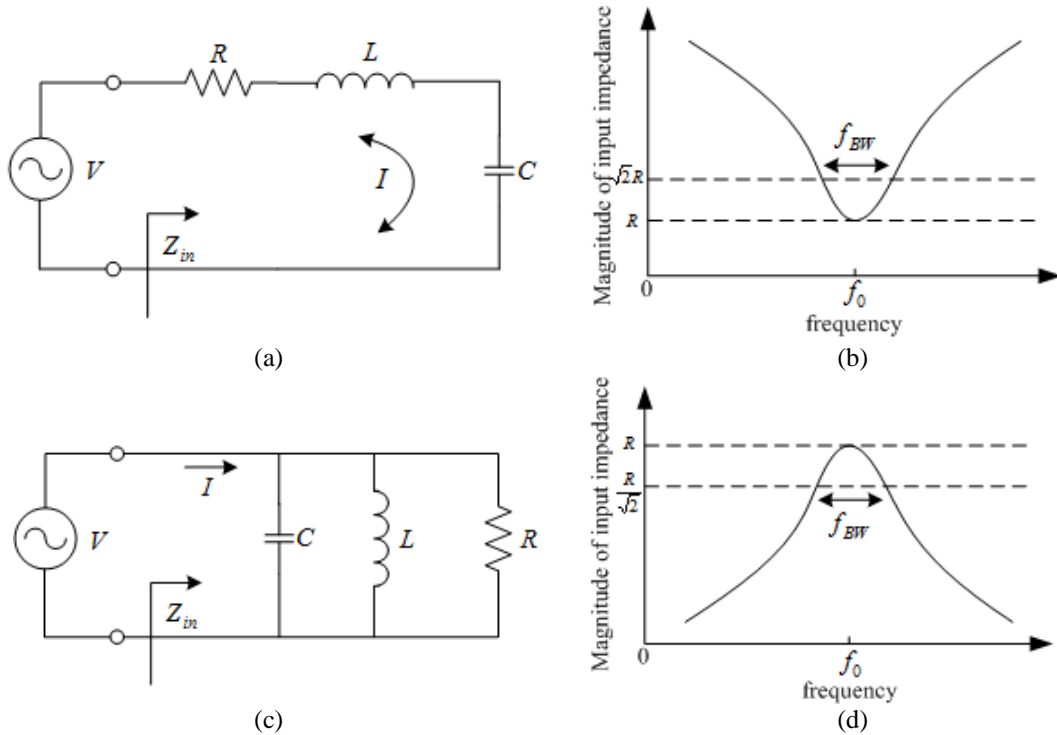 R
L
V
I
C
Z_in
(a)
Magnitude of input impedance
f_BW
√2R
R
0
f_0
frequency
(b)
I
V
C
L
R
Z_in
(c)
Magnitude of input impedance
R
R/√2
f_BW
0
f_0
frequency
(d)